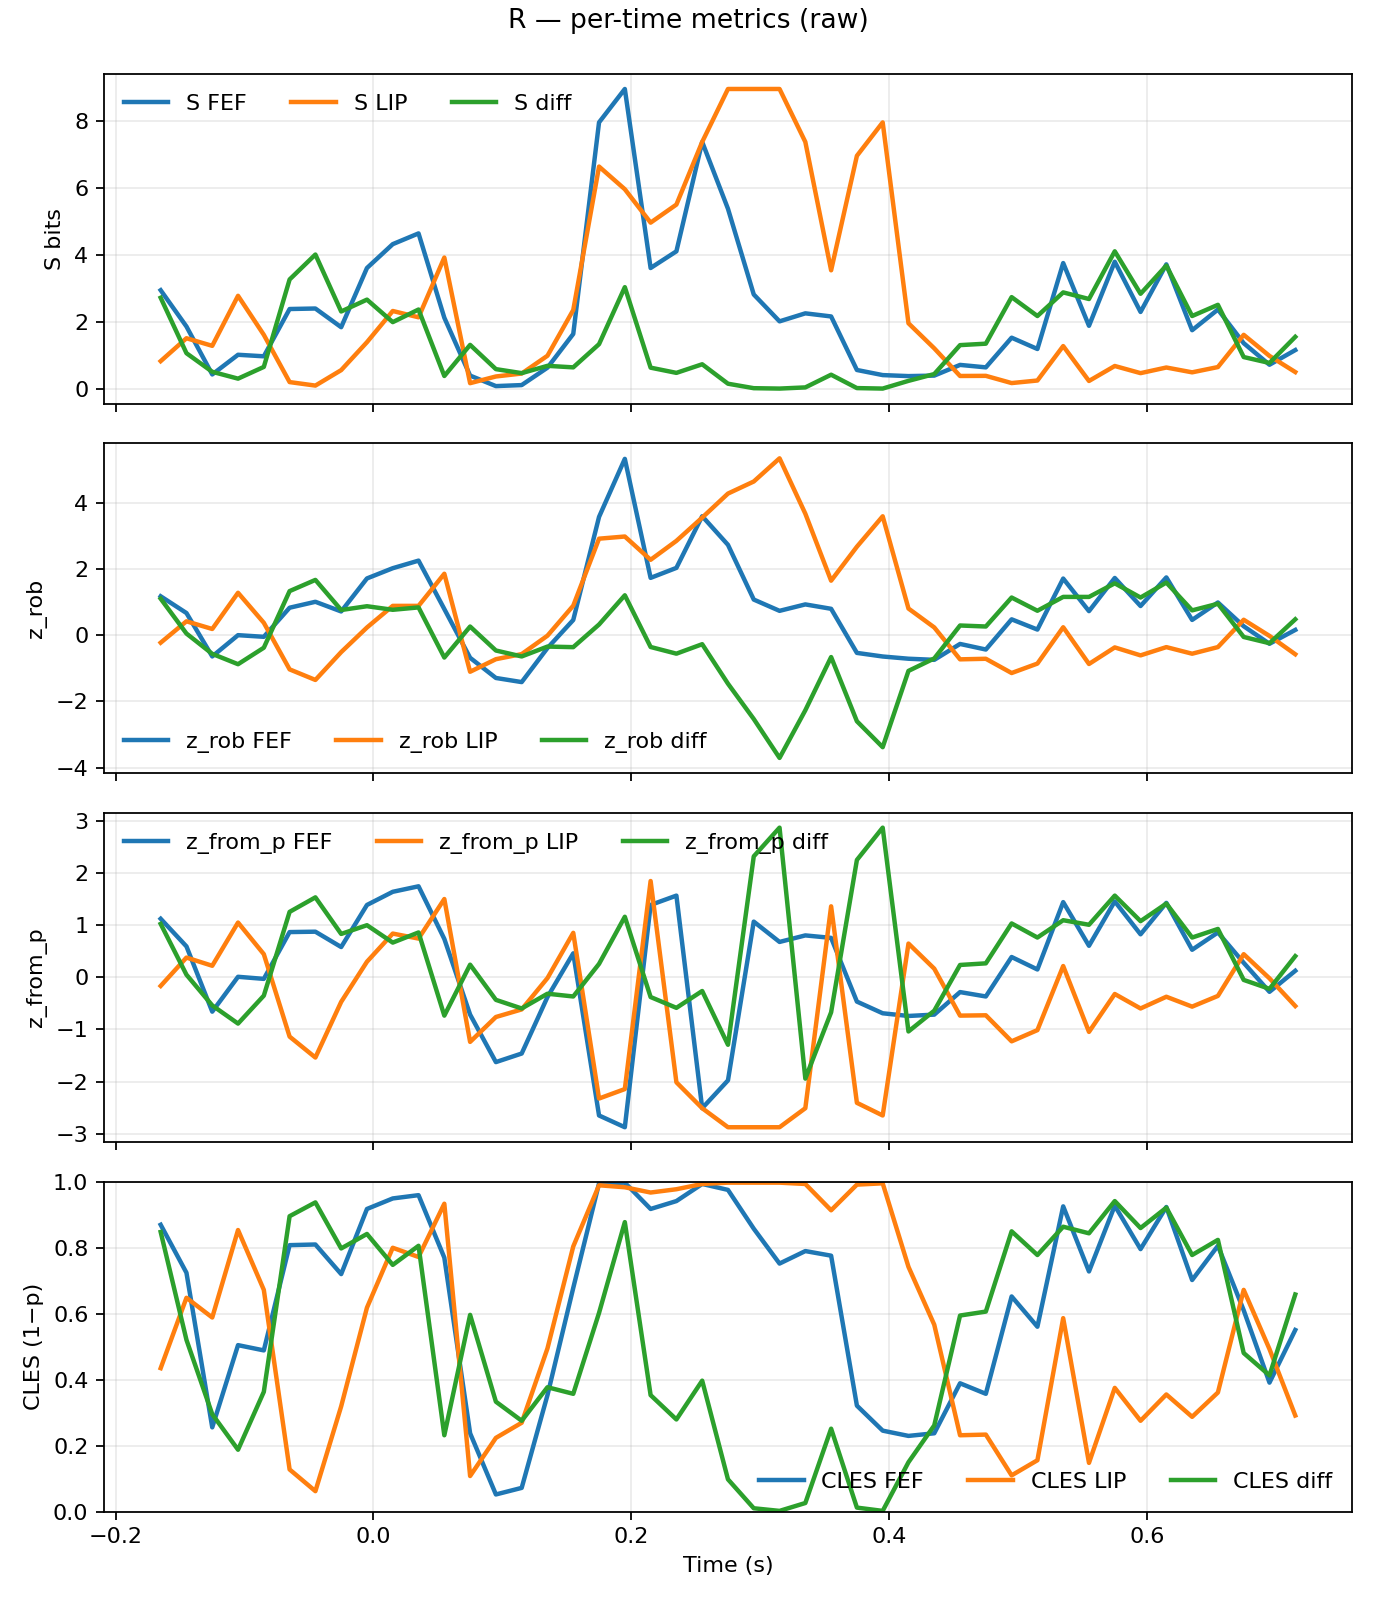 R — per-time metrics (raw)
S FEF S LIP S diff
8
6
4
2
0
S bits
4
2
0
−2
−4
z_rob
z_rob FEF z_rob LIP z_rob diff
z_from_p FEF z_from_p LIP z_from_p diff
3
2
1
0
−1
−2
−3
z_from_p
1.0
0.8
0.6
0.4
0.2
0.0
CLES (1−p)
CLES FEF CLES LIP CLES diff
−0.2 0.0 0.2 0.4 0.6
Time (s)